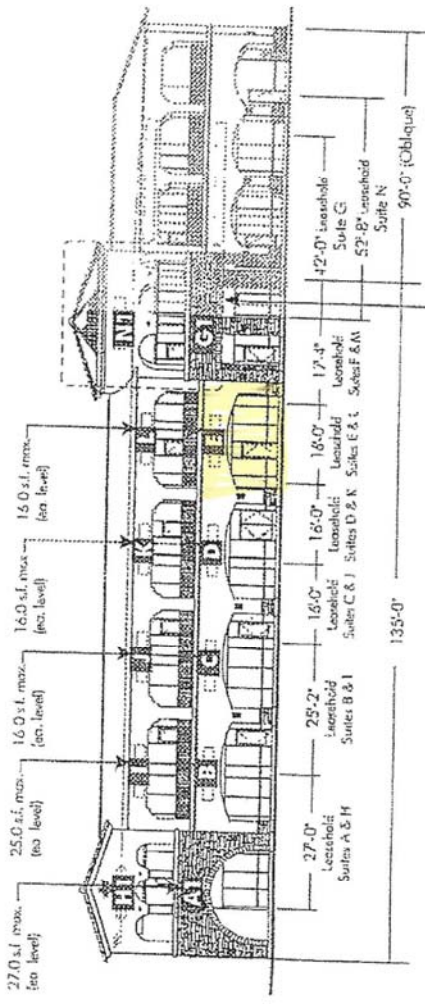 27.0 s.f. max.
(ea. level)
25.0 s.f. max.
(ea. level)
16.0 s.f. max.
(ea. level)
16.0 s.f. max.
(ea. level)
16.0 s.f. max.
(ea. level)
H
K
N
A
B
C
D
E
G
27'-0"
Leasehold
Suites A & H
25'-2"
Leasehold
Suites B & I
16'-0"
Leasehold
Suites C & J
16'-0"
Leasehold
Suites D & K
16'-0"
Leasehold
Suites E & L
17'-4"
Leasehold
Suites F & M
42'-0" Leasehold
Suite G
52'-8" Leasehold
Suite N
135'-0"
90'-0" (Oblique)